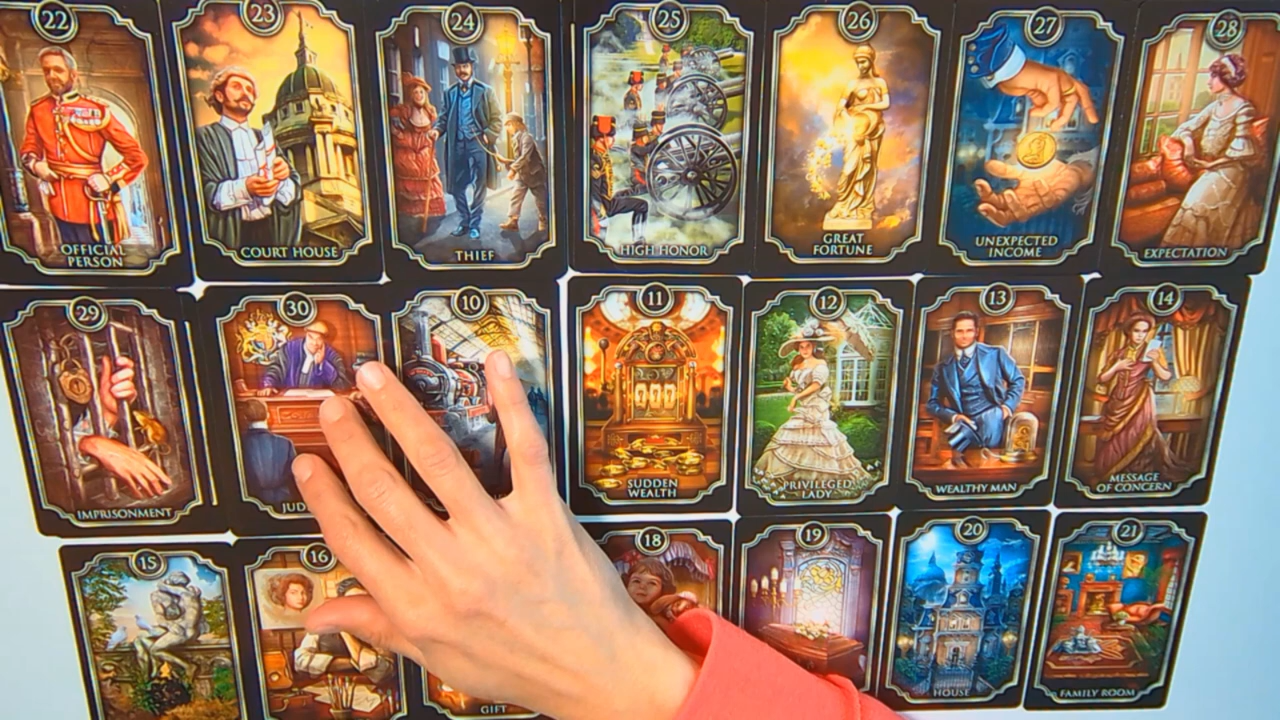 22
OFFICIAL
PERSON
23
COURT HOUSE
24
THIEF
25
HIGH HONOR
26
GREAT
FORTUNE
27
UNEXPECTED
INCOME
28
EXPECTATION
29
IMPRISONMENT
30
JUD
10
11
777
SUDDEN
WEALTH
12
PRIVILEGED
LADY
13
WEALTHY MAN
14
MESSAGE
OF CONCERN
15
16
GIFT
18
19
20
HOUSE
21
FAMILY ROOM